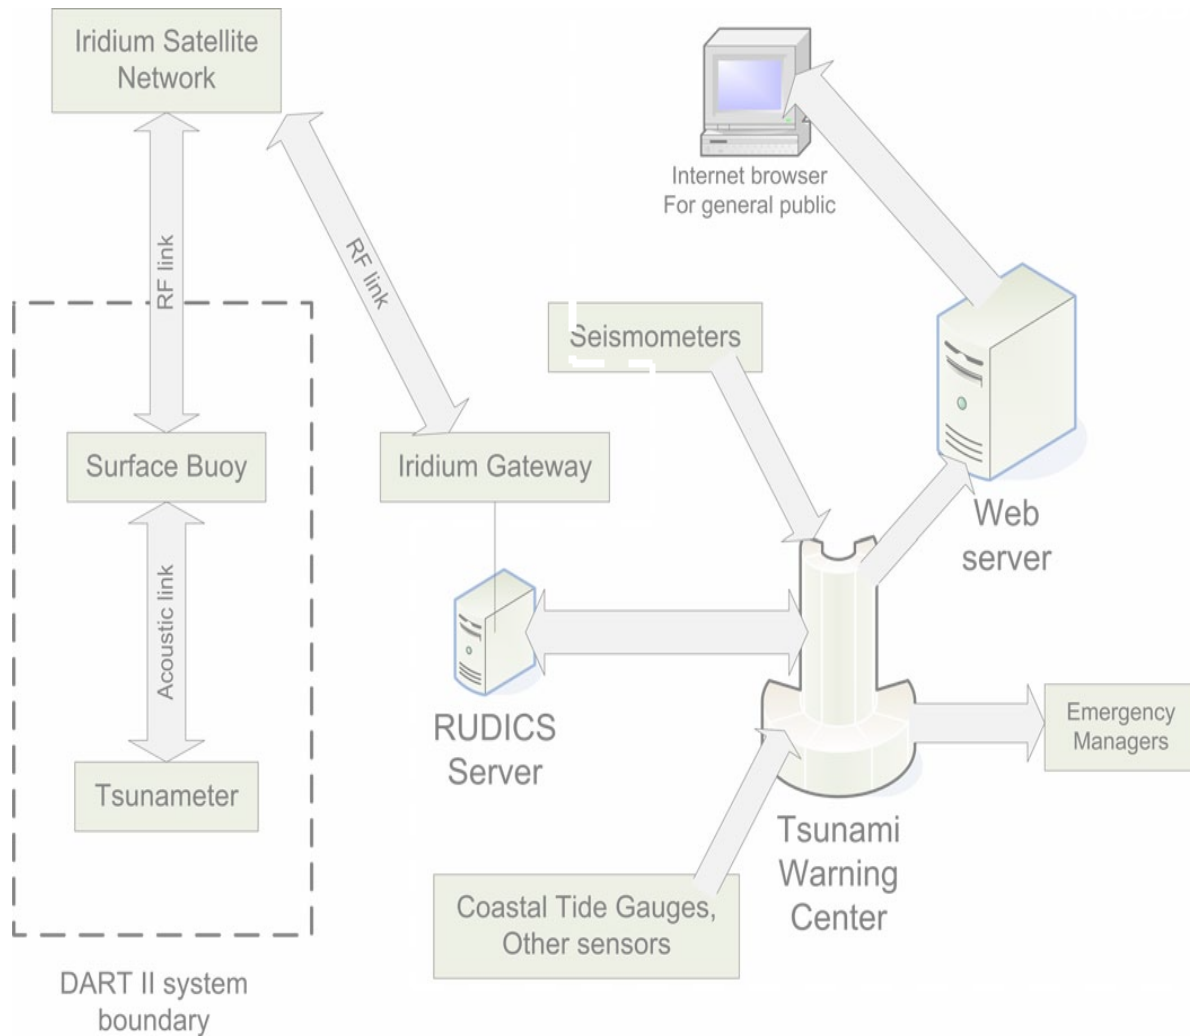 Iridium Satellite
Network
RF link
RF link
Internet browser
For general public
Seismometers
Surface Buoy
Iridium Gateway
Web
server
Acoustic link
RUDICS
Server
Tsunameter
Emergency
Managers
Tsunami
Warning
Center
Coastal Tide Gauges,
Other sensors
DART II system
boundary